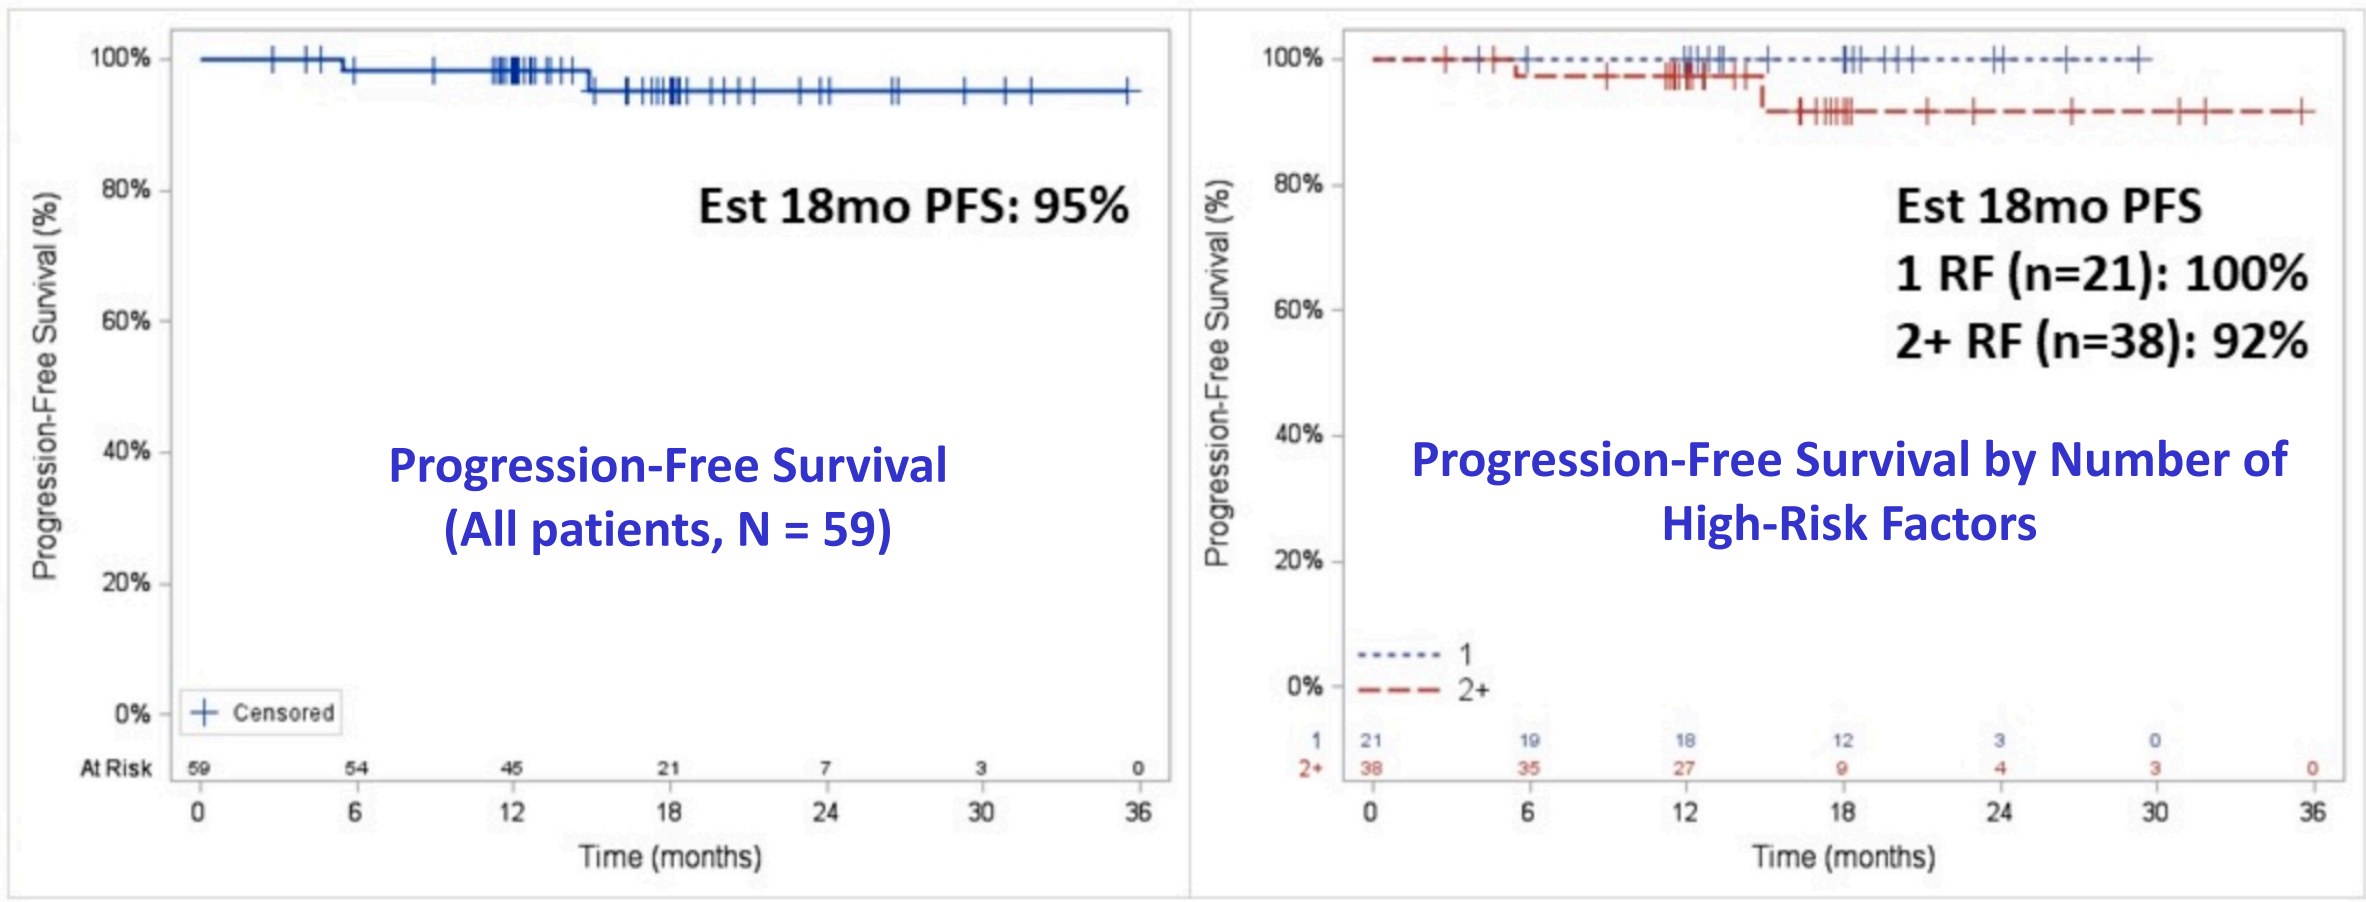 100%
80%
60%
40%
20%
0%
Progression-Free Survival (%)
Est 18mo PFS: 95%
Progression-Free Survival
(All patients, N = 59)
Censored
At Risk 59 54 45 21 7 3 0
0 6 12 18 24 30 36
Time (months)
100%
80%
60%
40%
20%
0%
Progression-Free Survival (%)
Est 18mo PFS
1 RF (n=21): 100%
2+ RF (n=38): 92%
Progression-Free Survival by Number of
High-Risk Factors
1
2+
1 21 19 18 12 3 0
2+ 38 35 27 9 4 3 0
0 6 12 18 24 30 36
Time (months)